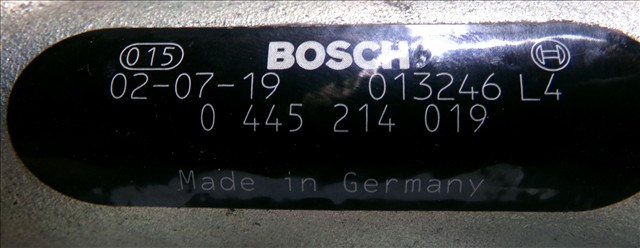 015 BOSCH
02-07-19 013246 L4
0 445 214 019
Made in Germany